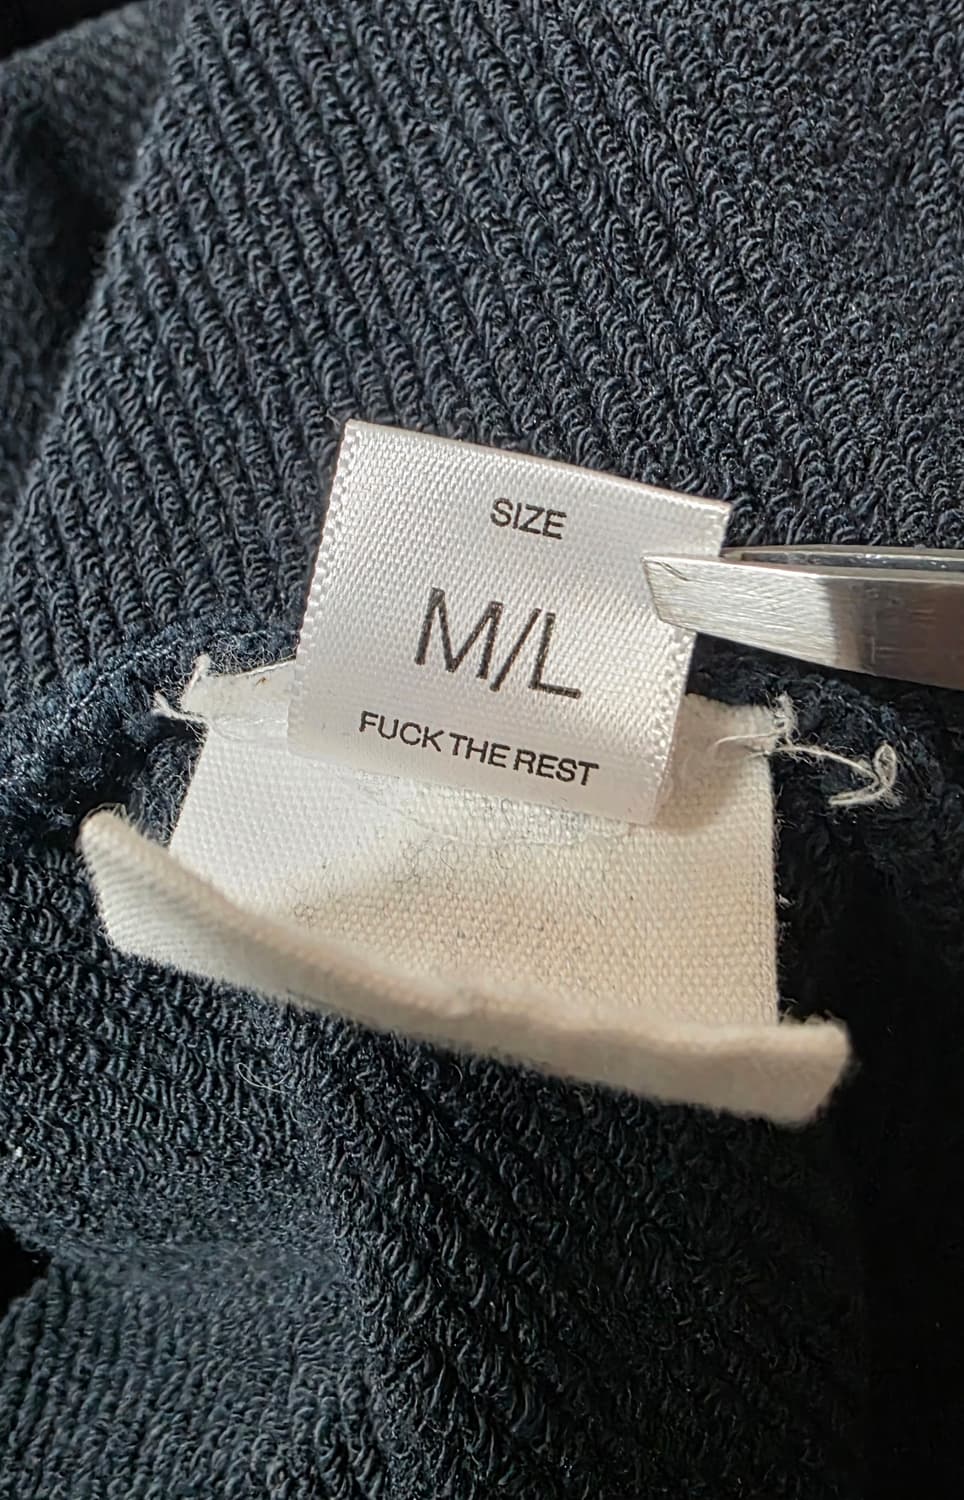 SIZE
M/L
FUCK THE REST